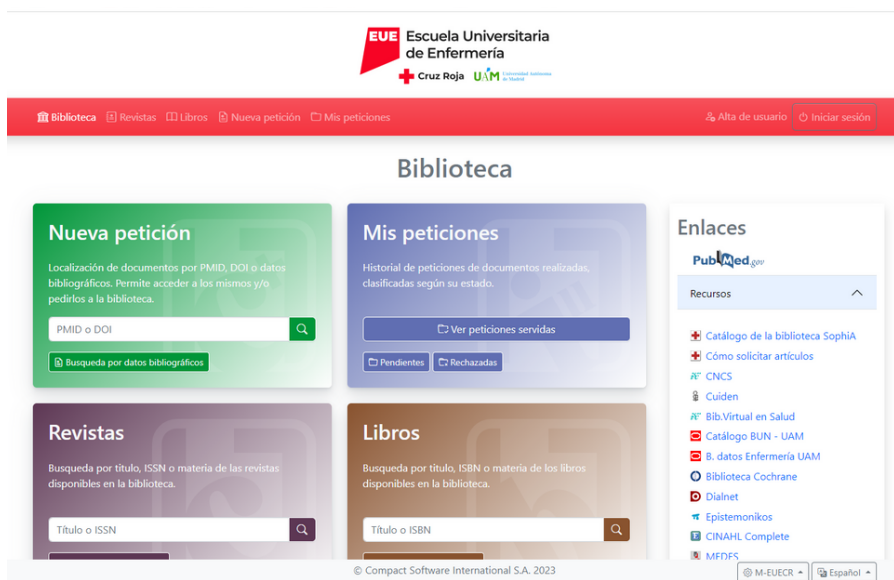 EUE Escuela Universitaria
de Enfermería
Cruz Roja UAM Universidad Autónoma
de Madrid
Biblioteca Revistas Libros Nueva petición Mis peticiones Alta de usuario Iniciar sesión
Biblioteca
Nueva petición
Localización de documentos por PMID, DOI o datos
bibliográficos. Permite acceder a los mismos y/o
pedirlos a la biblioteca.
PMID o DOI
Busqueda por datos bibliográficos
Mis peticiones
Historial de peticiones de documentos realizadas,
clasificadas según su estado.
Ver peticiones servidas
Pendientes Rechazadas
Revistas
Busqueda por título, ISSN o materia de las revistas
disponibles en la biblioteca.
Título o ISSN
Libros
Busqueda por título, ISBN o materia de los libros
disponibles en la biblioteca.
Título o ISBN
Enlaces
PubMed.gov
Recursos
Catálogo de la biblioteca SophiA
Cómo solicitar artículos
CNCS
Cuiden
Bib.Virtual en Salud
Catálogo BUN - UAM
B. datos Enfermería UAM
Biblioteca Cochrane
Dialnet
Epistemonikos
CINAHL Complete
MEDES
© Compact Software International S.A. 2023
M-EUECR Español